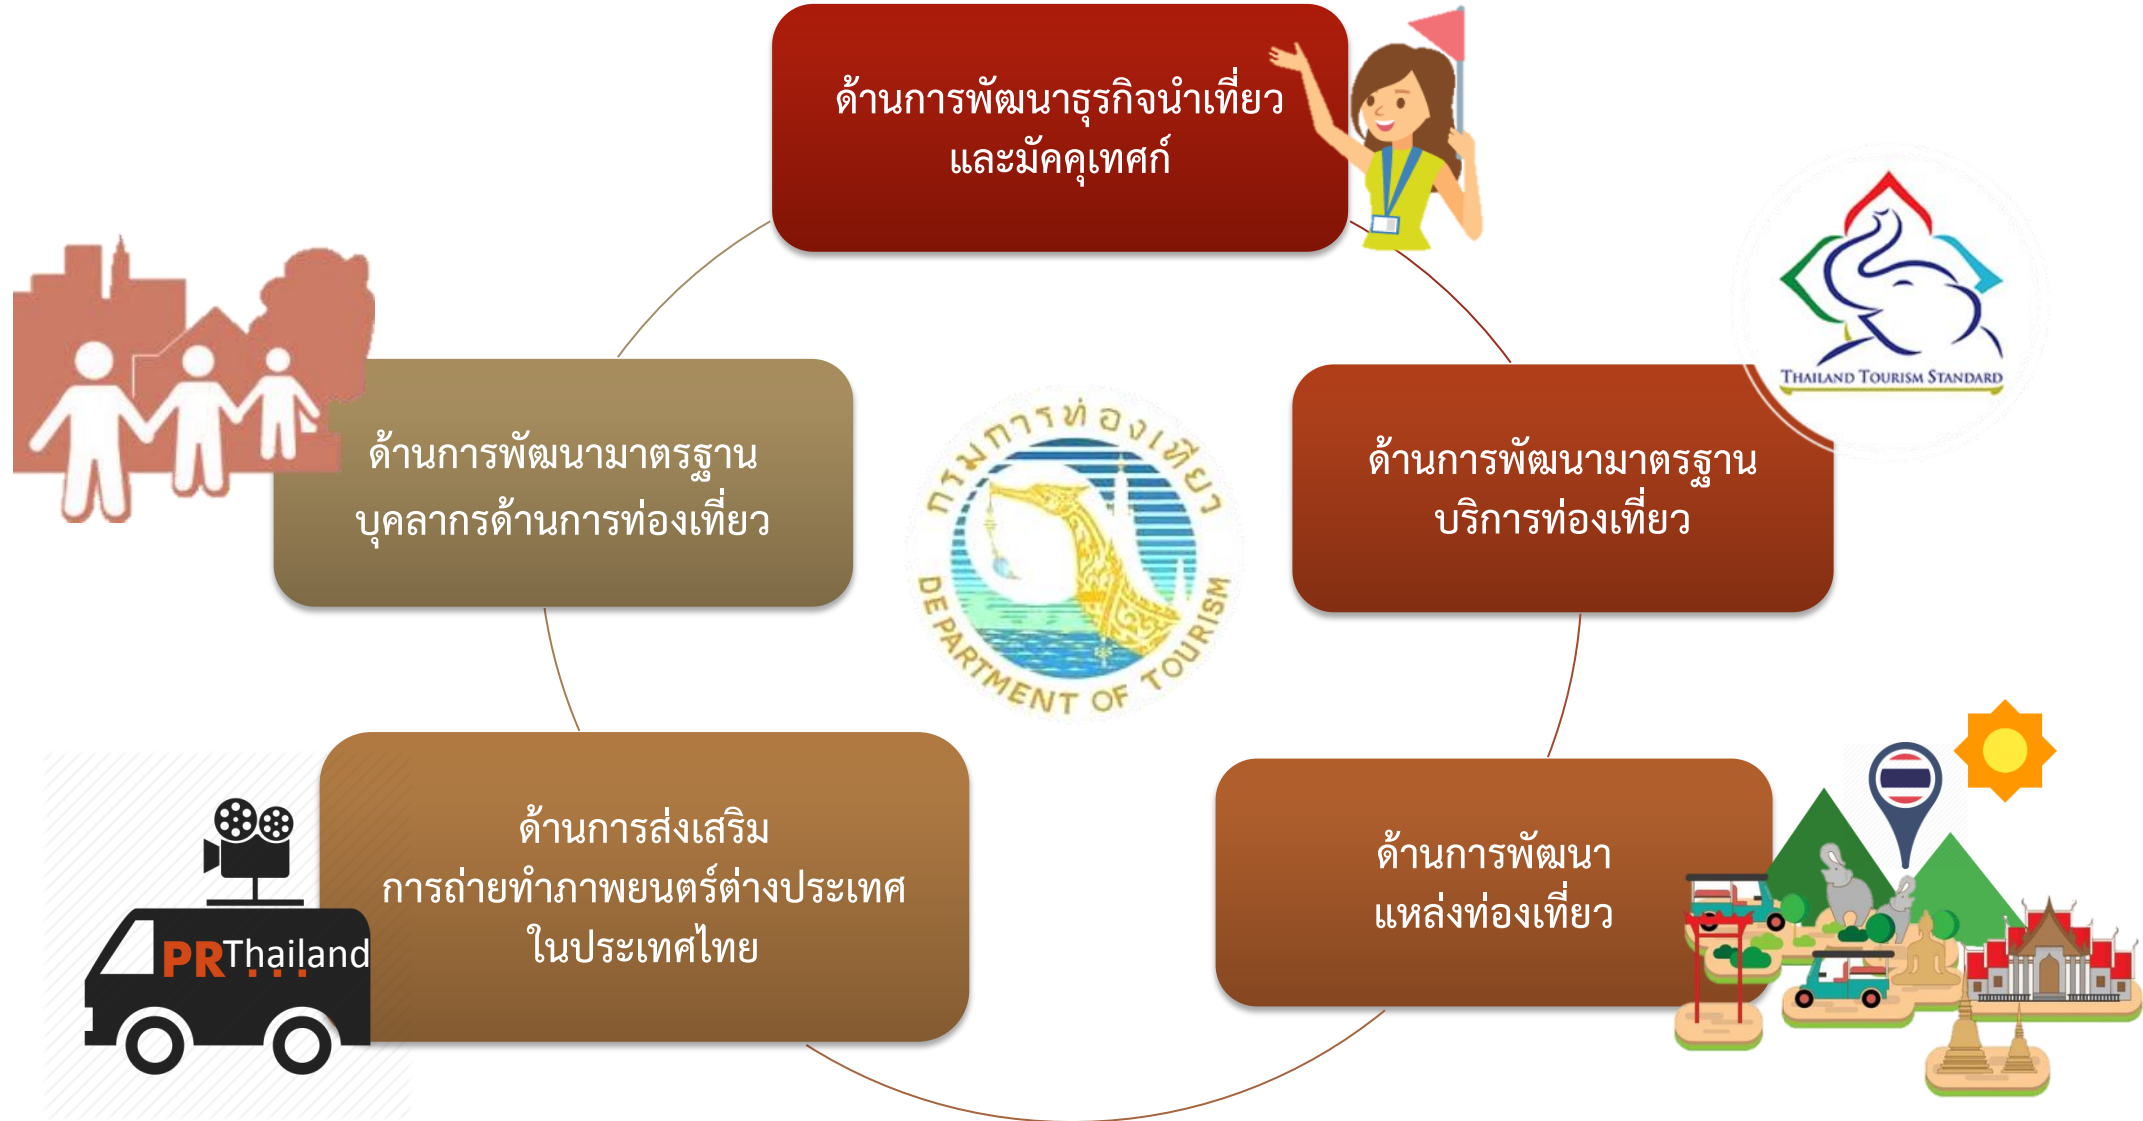 ด้านการพัฒนาธุรกิจนำเที่ยว
และมัคคุเทศก์
THAILAND TOURISM STANDARD
ด้านการพัฒนามาตรฐาน
บริการท่องเที่ยว
ด้านการพัฒนามาตรฐาน
บุคลากรด้านการท่องเที่ยว
กรมการท่องเที่ยว
DEPARTMENT OF TOURISM
ด้านการพัฒนา
แหล่งท่องเที่ยว
ด้านการส่งเสริม
การถ่ายทำภาพยนตร์ต่างประเทศ
ในประเทศไทย
PRThailand
...